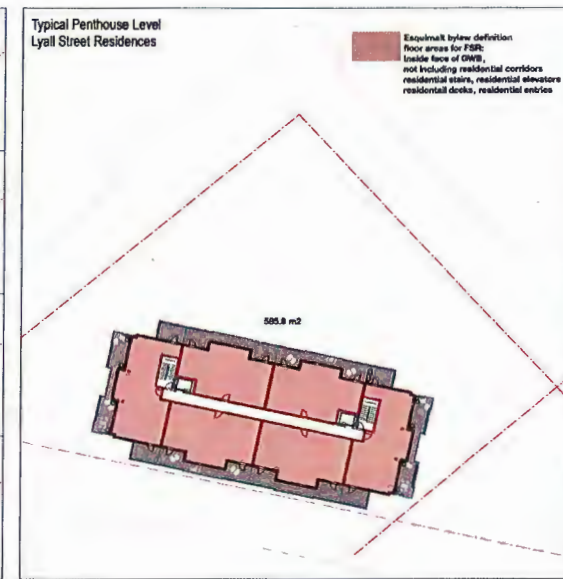 Typical Penthouse Level
Lyall Street Residences
Esquimalt bylaw definition
floor areas for FSR:
Inside face of GWB,
not including residential corridors
residential stairs, residential elevators
residentail decks, residential entries
585.8 m2